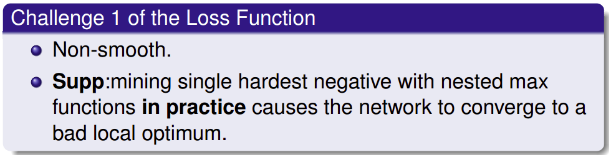 Challenge 1 of the Loss Function
Non-smooth.
Supp:mining single hardest negative with nested max
functions in practice causes the network to converge to a
bad local optimum.